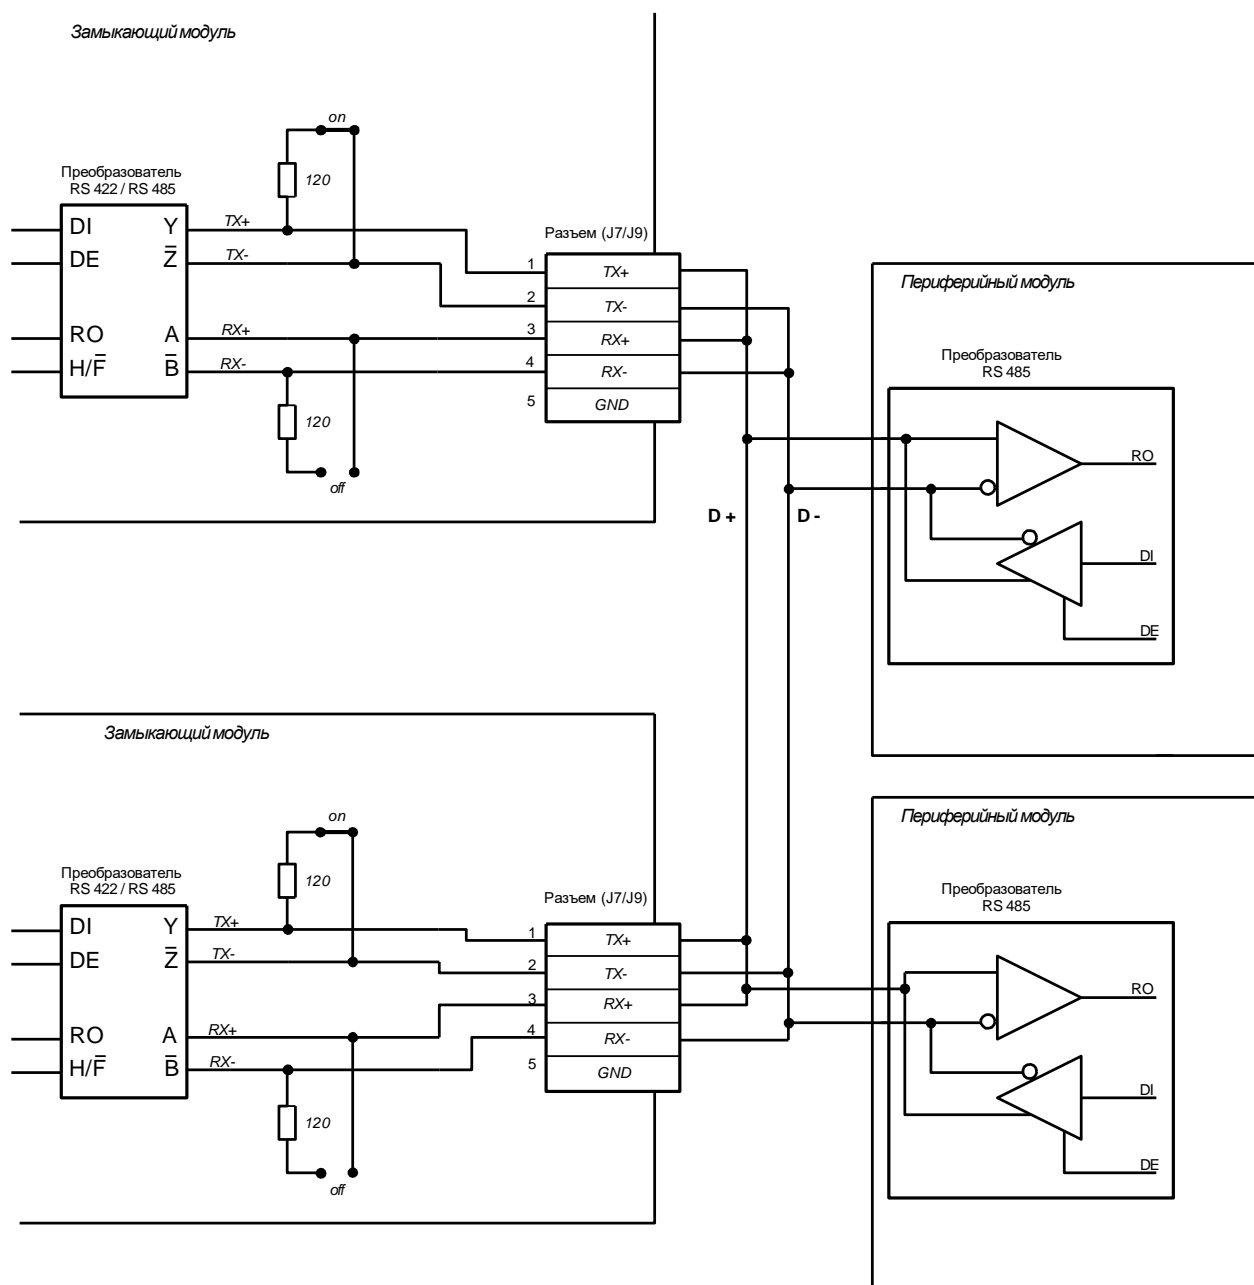 Замыкающий модуль
on
120
Преобразователь
RS 422 / RS 485
DI
Y
TX+
DE
Z̅
TX-
RO
A
RX+
H/F̅
B̅
RX-
120
off
Разъем (J7/J9)
1
TX+
2
TX-
3
RX+
4
RX-
5
GND
D +
D -
Периферийный модуль
Преобразователь
RS 485
RO
DI
DE
Замыкающий модуль
on
120
Преобразователь
RS 422 / RS 485
DI
Y
TX+
DE
Z̅
TX-
RO
A
RX+
H/F̅
B̅
RX-
120
off
Разъем (J7/J9)
1
TX+
2
TX-
3
RX+
4
RX-
5
GND
Периферийный модуль
Преобразователь
RS 485
RO
DI
DE